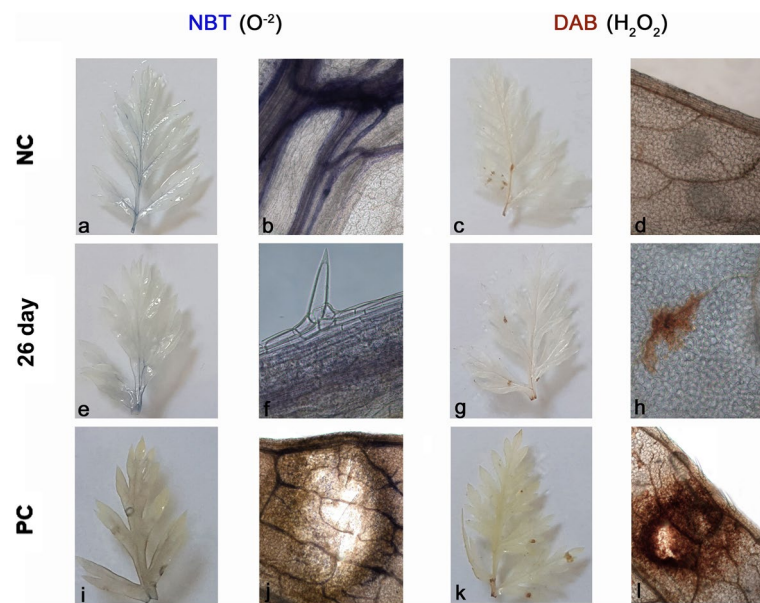 NBT (O⁻²) DAB (H₂O₂)
NC
a b c d
26 day
e f g h
PC
i j k l